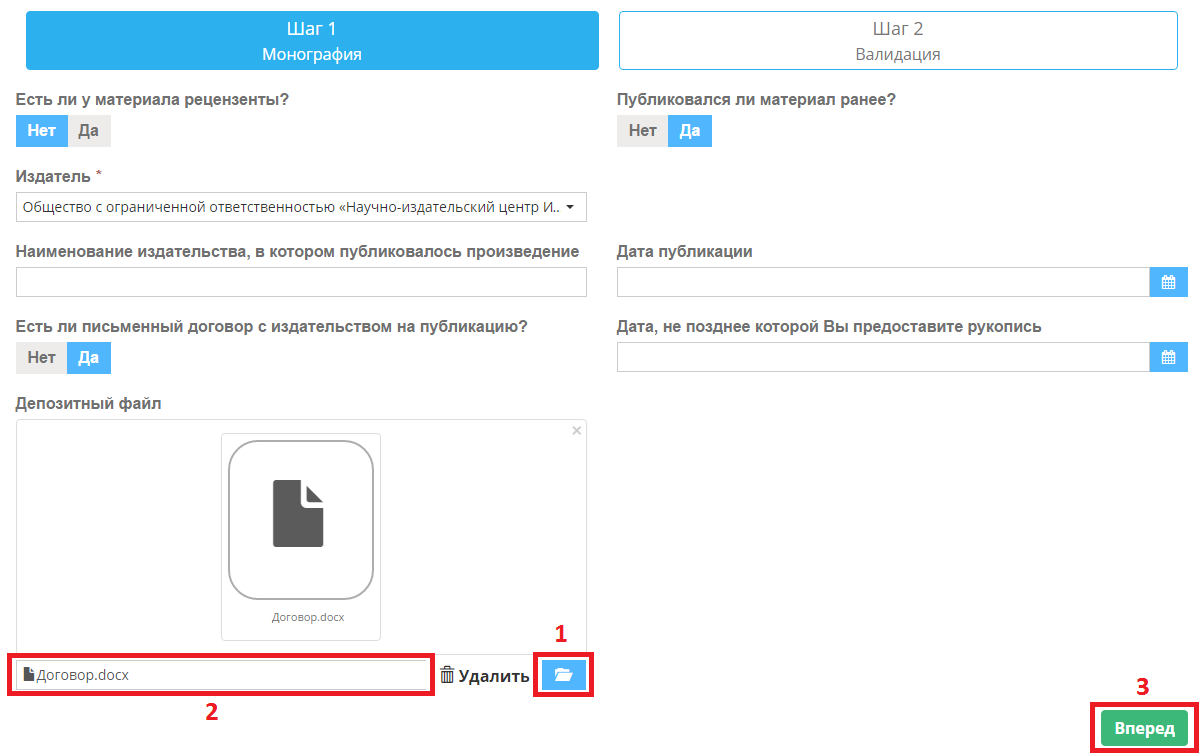 Шаг 1
Монография
Шаг 2
Валидация
Есть ли у материала рецензенты?
Нет Да
Публиковался ли материал ранее?
Нет Да
Издатель *
Общество с ограниченной ответственностью «Научно-издательский центр И..
Наименование издательства, в котором публиковалось произведение
Дата публикации
Есть ли письменный договор с издательством на публикацию?
Нет Да
Дата, не позднее которой Вы предоставите рукопись
Депозитный файл
×
Договор.docx
1
Договор.docx
Удалить
2
3
Вперед